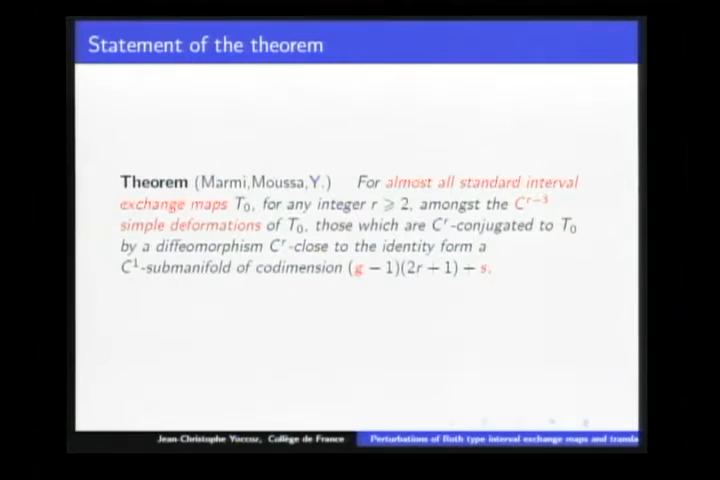 Statement of the theorem
Theorem (Marmi,Moussa,Y.) For almost all standard interval
exchange maps T₀, for any integer r ⩾ 2, amongst the Cʳ⁺³
simple deformations of T₀, those which are Cʳ-conjugated to T₀
by a diffeomorphism Cʳ-close to the identity form a
C¹-submanifold of codimension (g − 1)(2r + 1) + s.
Jean-Christophe Yoccoz, Collège de France
Perturbations of Roth type interval exchange maps and transla